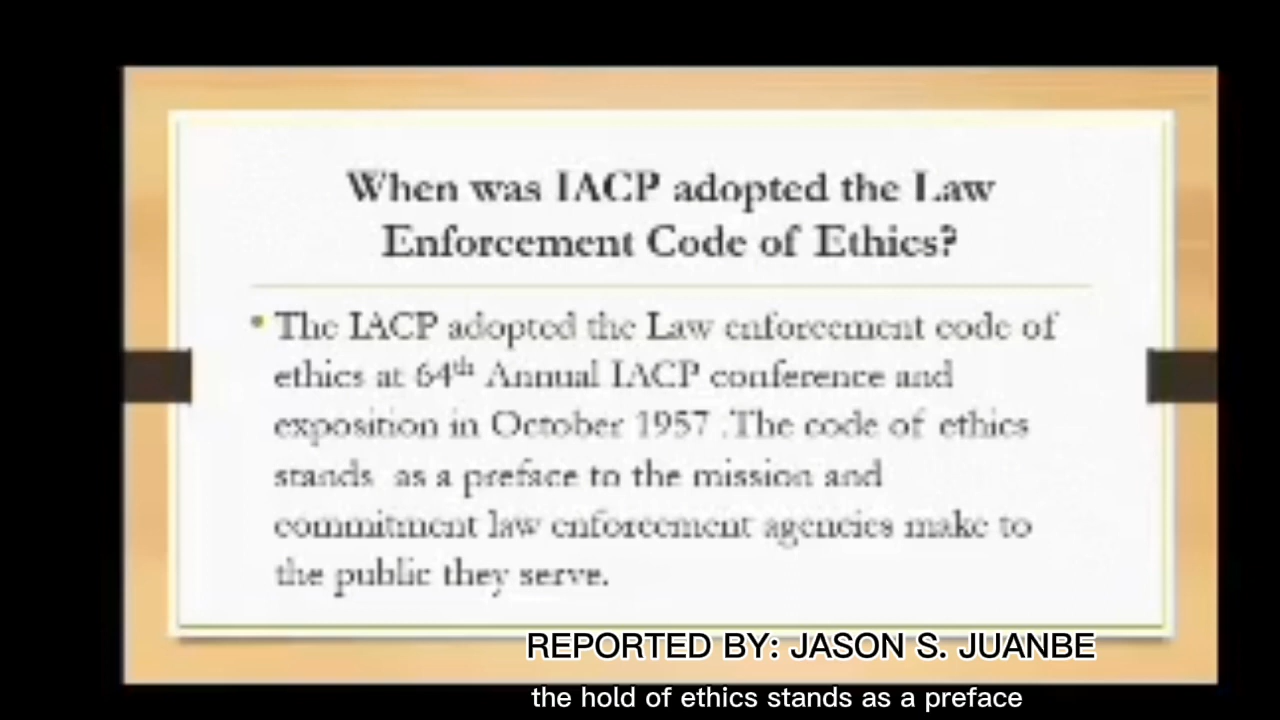 When was IACP adopted the Law
Enforcement Code of Ethics?
• The IACP adopted the Law enforcement code of
ethics at 64th Annual IACP conference and
exposition in October 1957 .The code of ethics
stands as a preface to the mission and
commitment law enforcement agencies make to
the public they serve.
REPORTED BY: JASON S. JUANBE
the hold of ethics stands as a preface